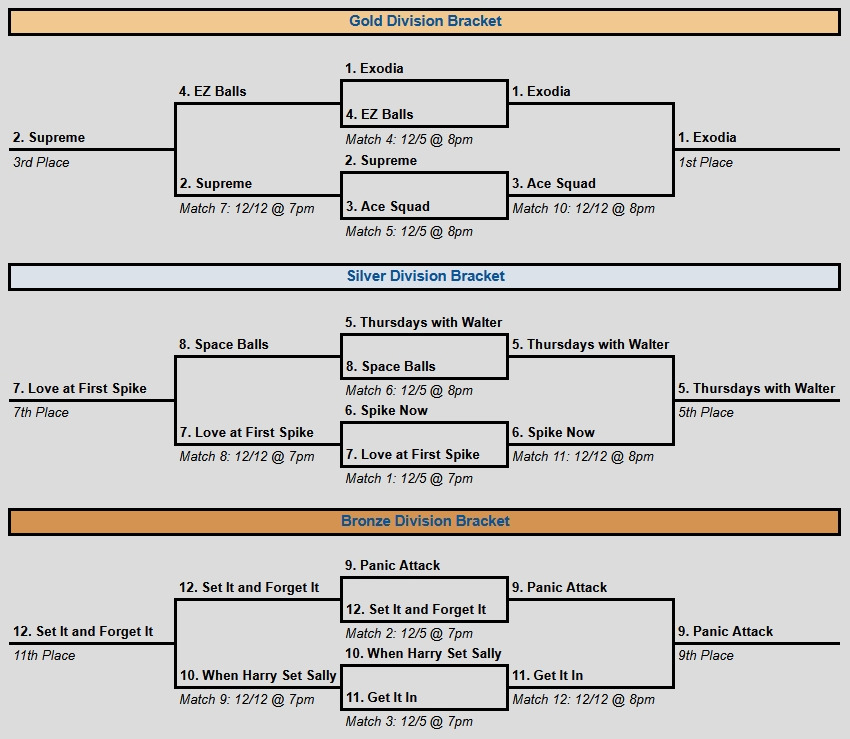 Gold Division Bracket
1. Exodia
4. EZ Balls
1. Exodia
4. EZ Balls
2. Supreme
Match 4: 12/5 @ 8pm
1. Exodia
3rd Place
2. Supreme
1st Place
2. Supreme
3. Ace Squad
3. Ace Squad
Match 7: 12/12 @ 7pm
Match 10: 12/12 @ 8pm
Match 5: 12/5 @ 8pm
Silver Division Bracket
5. Thursdays with Walter
8. Space Balls
5. Thursdays with Walter
8. Space Balls
7. Love at First Spike
Match 6: 12/5 @ 8pm
5. Thursdays with Walter
7th Place
6. Spike Now
5th Place
7. Love at First Spike
6. Spike Now
7. Love at First Spike
Match 8: 12/12 @ 7pm
Match 11: 12/12 @ 8pm
Match 1: 12/5 @ 7pm
Bronze Division Bracket
9. Panic Attack
12. Set It and Forget It
9. Panic Attack
12. Set It and Forget It
12. Set It and Forget It
Match 2: 12/5 @ 7pm
9. Panic Attack
11th Place
10. When Harry Set Sally
9th Place
10. When Harry Set Sally
11. Get It In
11. Get It In
Match 9: 12/12 @ 7pm
Match 12: 12/12 @ 8pm
Match 3: 12/5 @ 7pm